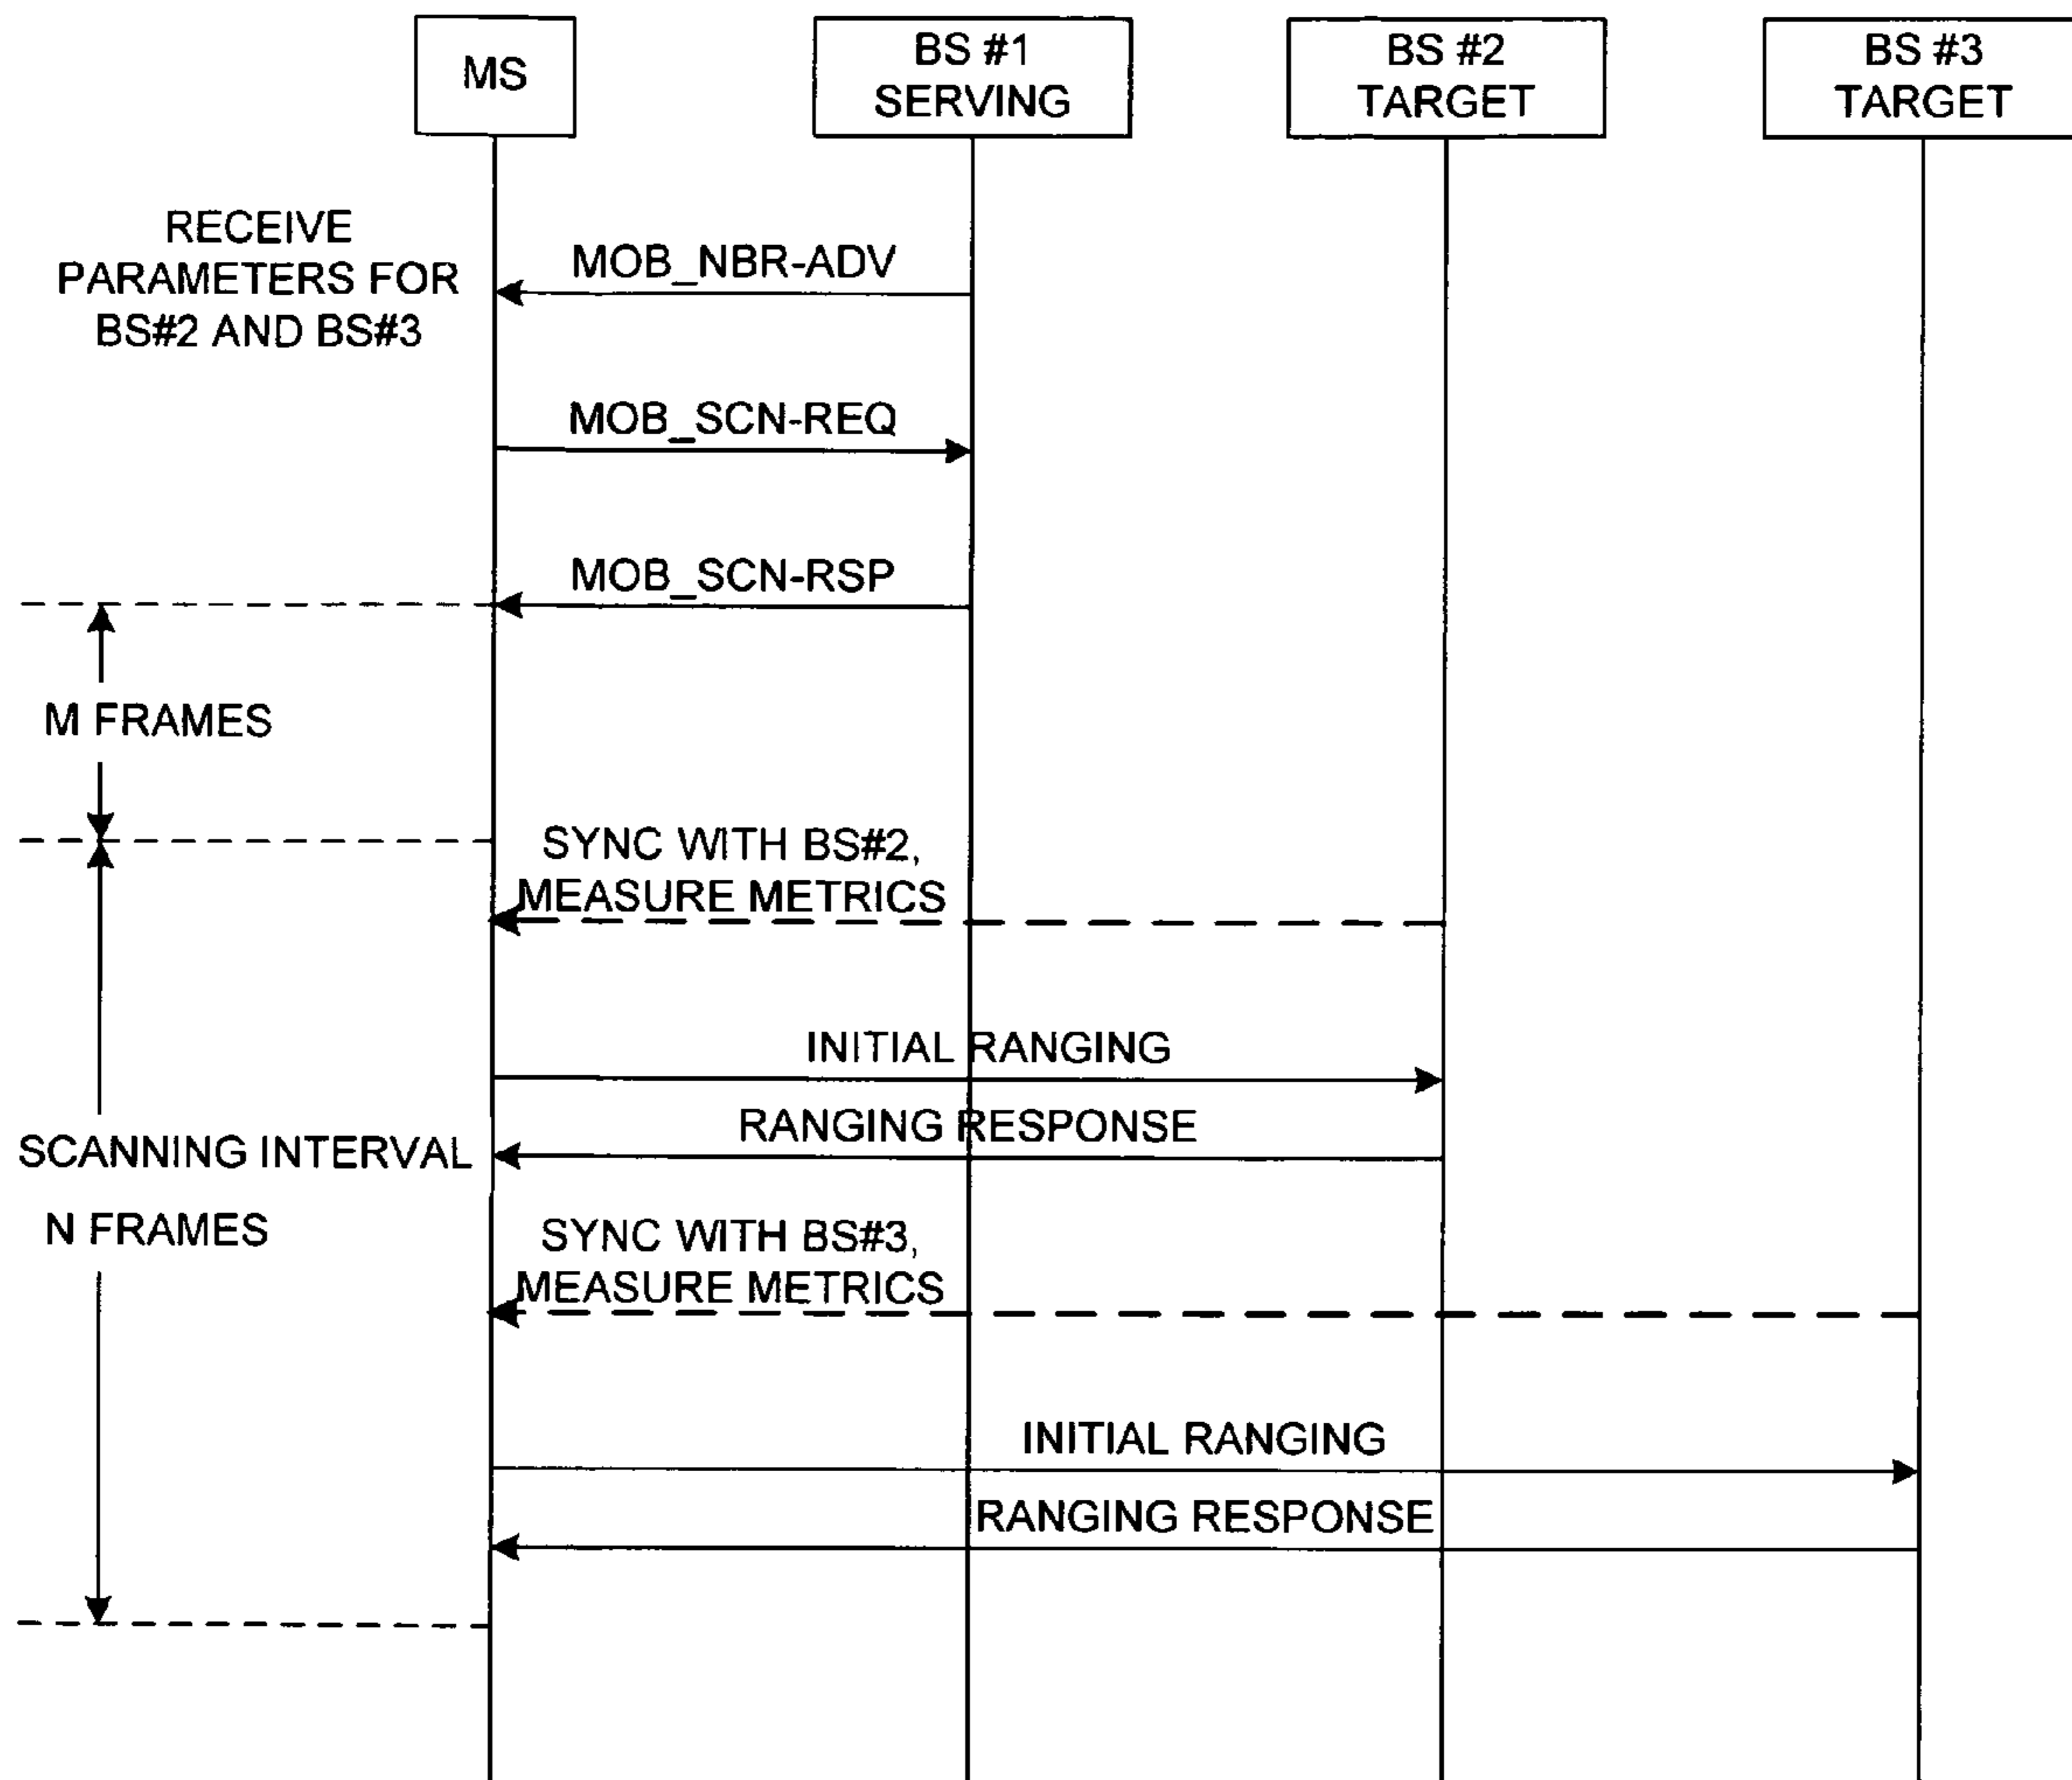 MS
BS #1
SERVING
BS #2
TARGET
BS #3
TARGET
RECEIVE
PARAMETERS FOR
BS#2 AND BS#3
MOB_NBR-ADV
MOB_SCN-REQ
MOB_SCN-RSP
M FRAMES
SYNC WITH BS#2,
MEASURE METRICS
INITIAL RANGING
RANGING RESPONSE
SCANNING INTERVAL
N FRAMES
SYNC WITH BS#3,
MEASURE METRICS
INITIAL RANGING
RANGING RESPONSE